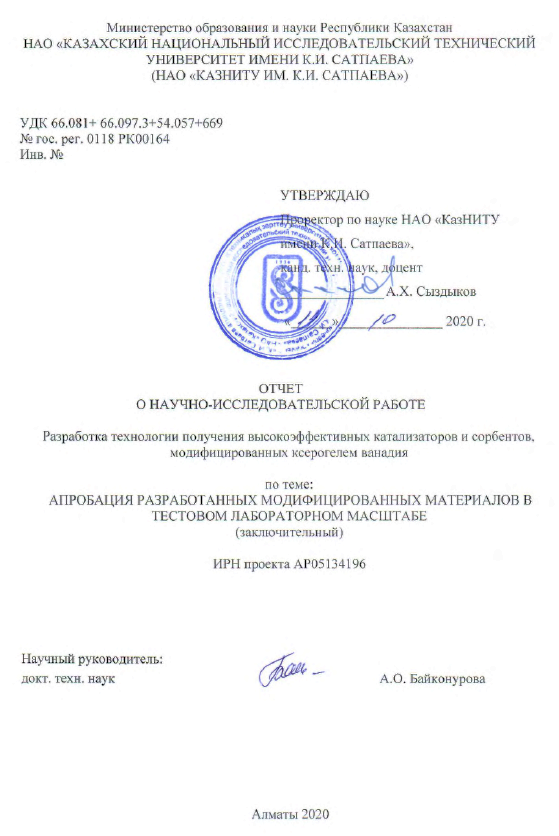 Министерство образования и науки Республики Казахстан
НАО «КАЗАХСКИЙ НАЦИОНАЛЬНЫЙ ИССЛЕДОВАТЕЛЬСКИЙ ТЕХНИЧЕСКИЙ
УНИВЕРСИТЕТ ИМЕНИ К.И. САТПАЕВА»
(НАО «КАЗНИТУ ИМ. К.И. САТПАЕВА»)
УДК 66.081+ 66.097.3+54.057+669
№ гос. рег. 0118 РК00164
Инв. №
УТВЕРЖДАЮ
Проректор по науке НАО «КазНИТУ
имени К.И. Сатпаева»,
канд. техн. наук, доцент
А.Х. Сыздыков
« » 10 2020 г.
ОТЧЕТ
О НАУЧНО-ИССЛЕДОВАТЕЛЬСКОЙ РАБОТЕ
Разработка технологии получения высокоэффективных катализаторов и сорбентов,
модифицированных ксерогелем ванадия
по теме:
АПРОБАЦИЯ РАЗРАБОТАННЫХ МОДИФИЦИРОВАННЫХ МАТЕРИАЛОВ В
ТЕСТОВОМ ЛАБОРАТОРНОМ МАСШТАБЕ
(заключительный)
ИРН проекта АР05134196
Научный руководитель:
докт. техн. наук А.О. Байконурова
Алматы 2020